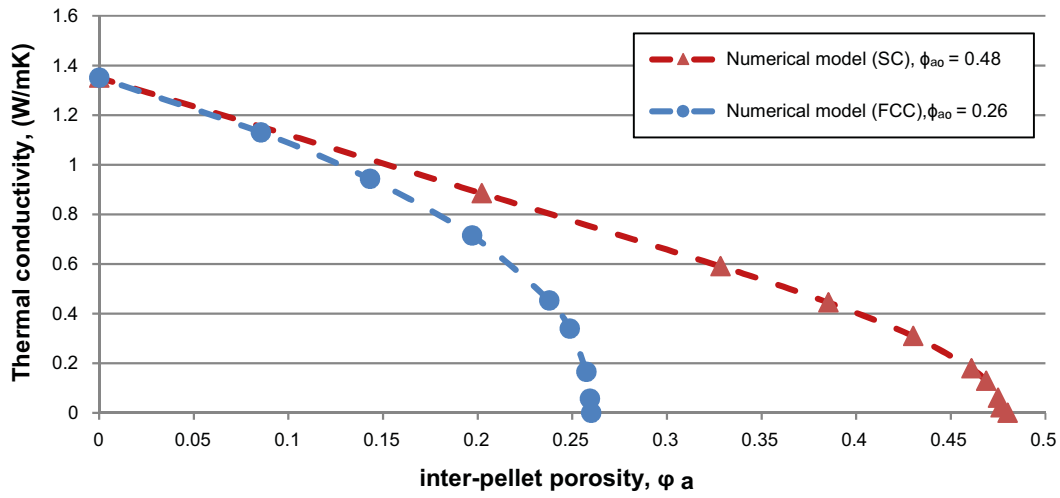 1.6
1.4
1.2
1
0.8
0.6
0.4
0.2
0
Thermal conductivity, (W/mK)
Numerical model (SC), ϕₐₒ = 0.48
Numerical model (FCC),ϕₐₒ = 0.26
0 0.05 0.1 0.15 0.2 0.25 0.3 0.35 0.4 0.45 0.5
inter-pellet porosity, φ a